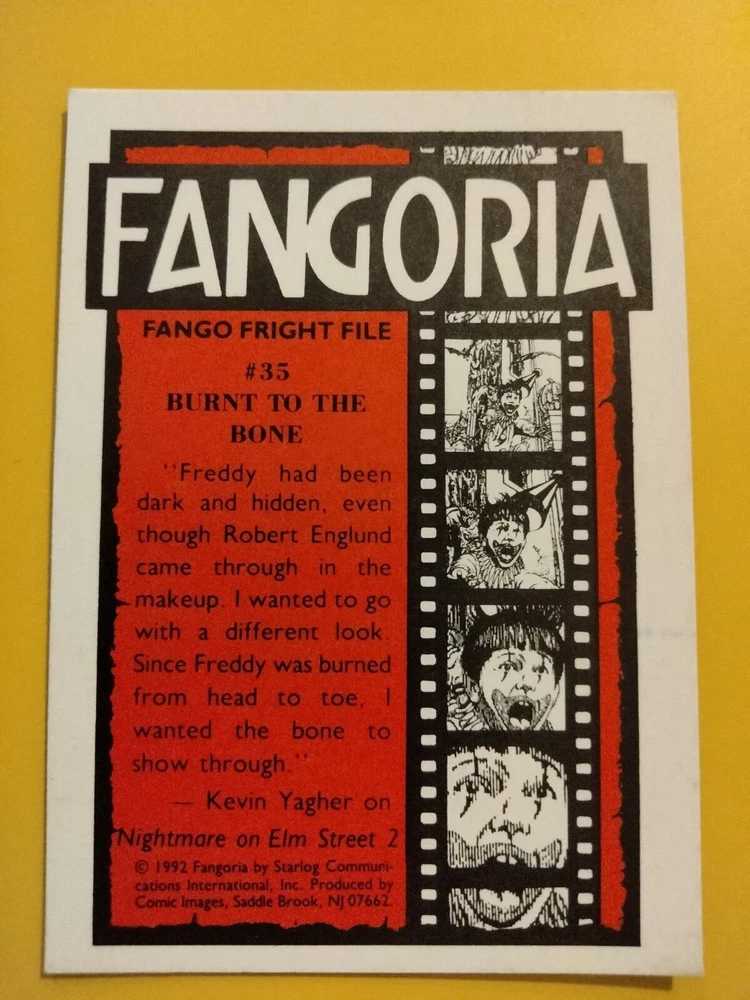 FANGORIA
FANGO FRIGHT FILE
#35
BURNT TO THE
BONE
"Freddy had been
dark and hidden, even
though Robert Englund
came through in the
makeup. I wanted to go
with a different look.
Since Freddy was burned
from head to toe, I
wanted the bone to
show through."
— Kevin Yagher on
Nightmare on Elm Street 2
© 1992 Fangoria by Starlog Communi-
cations International, Inc. Produced by
Comic Images, Saddle Brook, NJ 07662.